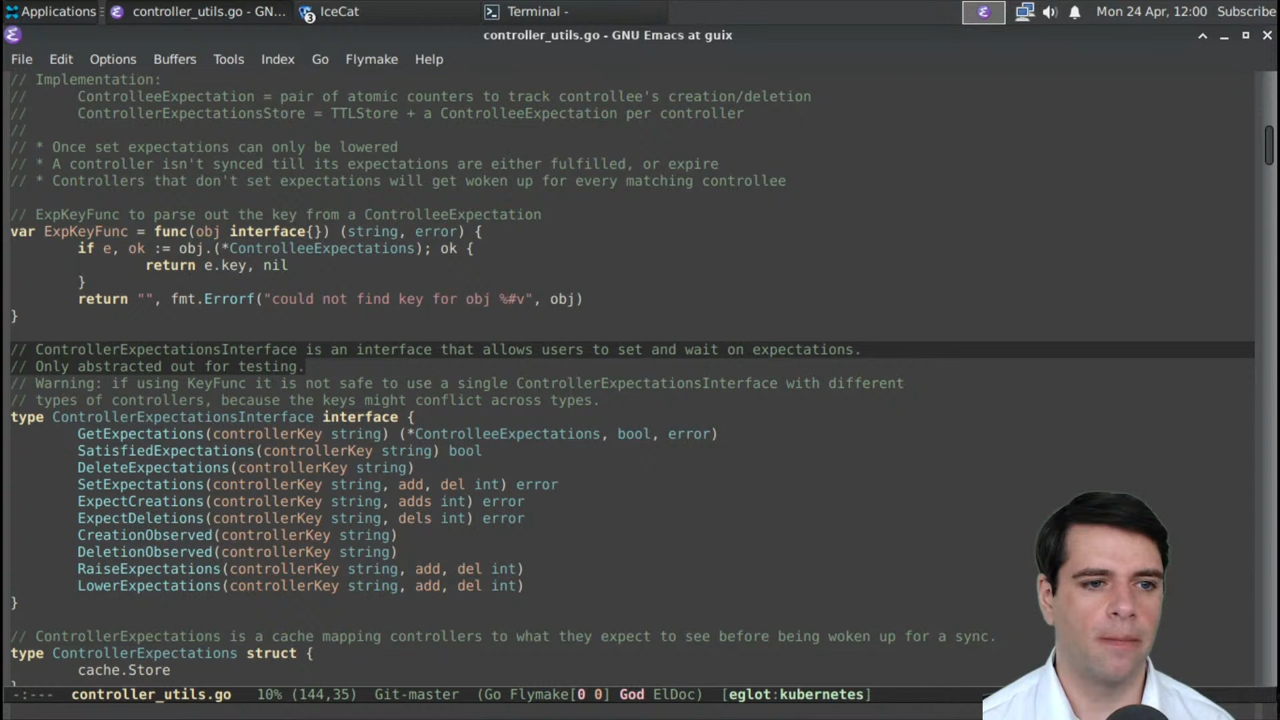 Applications controller_utils.go - GN... 3 IceCat Terminal - Mon 24 Apr, 12:00 Subscribe
controller_utils.go - GNU Emacs at guix
File Edit Options Buffers Tools Index Go Flymake Help
// Implementation:
// ControlleeExpectation = pair of atomic counters to track controllee's creation/deletion
// ControllerExpectationsStore = TTLStore + a ControlleeExpectation per controller
//
// * Once set expectations can only be lowered
// * A controller isn't synced till its expectations are either fulfilled, or expire
// * Controllers that don't set expectations will get woken up for every matching controllee
// ExpKeyFunc to parse out the key from a ControlleeExpectation
var ExpKeyFunc = func(obj interface{}) (string, error) {
if e, ok := obj.(*ControlleeExpectations); ok {
return e.key, nil
}
return "", fmt.Errorf("could not find key for obj %#v", obj)
}
// ControllerExpectationsInterface is an interface that allows users to set and wait on expectations.
// Only abstracted out for testing.
// Warning: if using KeyFunc it is not safe to use a single ControllerExpectationsInterface with different
// types of controllers, because the keys might conflict across types.
type ControllerExpectationsInterface interface {
GetExpectations(controllerKey string) (*ControlleeExpectations, bool, error)
SatisfiedExpectations(controllerKey string) bool
DeleteExpectations(controllerKey string)
SetExpectations(controllerKey string, add, del int) error
ExpectCreations(controllerKey string, adds int) error
ExpectDeletions(controllerKey string, dels int) error
CreationObserved(controllerKey string)
DeletionObserved(controllerKey string)
RaiseExpectations(controllerKey string, add, del int)
LowerExpectations(controllerKey string, add, del int)
}
// ControllerExpectations is a cache mapping controllers to what they expect to see before being woken up for a sync.
type ControllerExpectations struct {
cache.Store
-:--- controller_utils.go 10% (144,35) Git-master (Go Flymake[0 0] God ElDoc) [eglot:kubernetes]